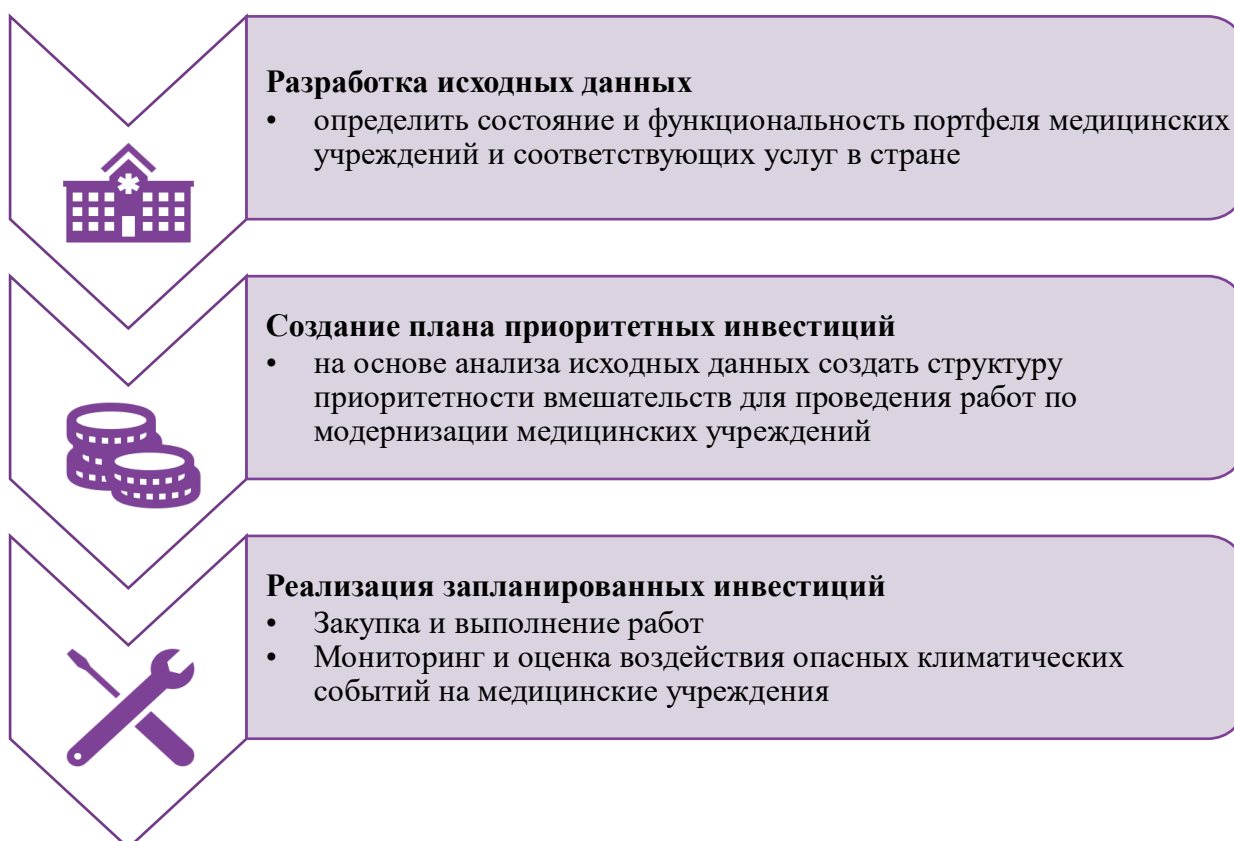 Разработка исходных данных
• определить состояние и функциональность портфеля медицинских
учреждений и соответствующих услуг в стране
Создание плана приоритетных инвестиций
• на основе анализа исходных данных создать структуру
приоритетности вмешательств для проведения работ по
модернизации медицинских учреждений
Реализация запланированных инвестиций
• Закупка и выполнение работ
• Мониторинг и оценка воздействия опасных климатических
событий на медицинские учреждения